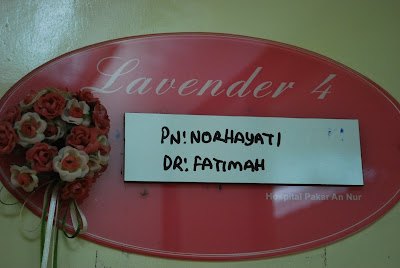 Lavender 4
PN: NORHAYATI
DR: FATIMAH
Hospital Pakar An Nur